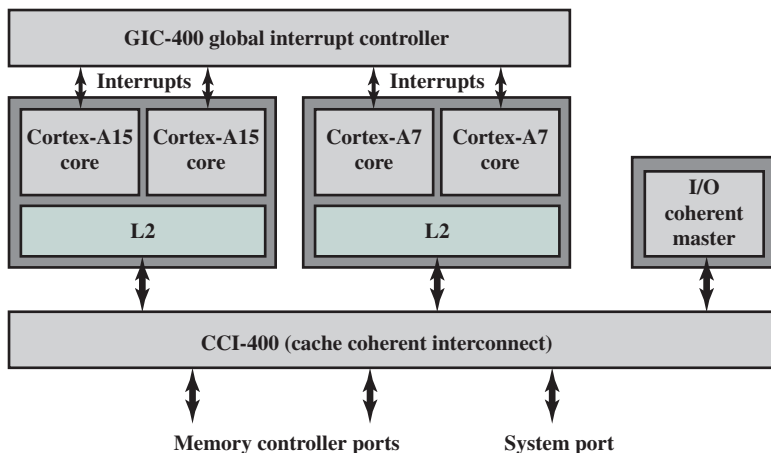 GIC-400 global interrupt controller
Interrupts
Interrupts
Cortex-A15
core
Cortex-A15
core
Cortex-A7
core
Cortex-A7
core
L2
L2
I/O
coherent
master
CCI-400 (cache coherent interconnect)
Memory controller ports
System port